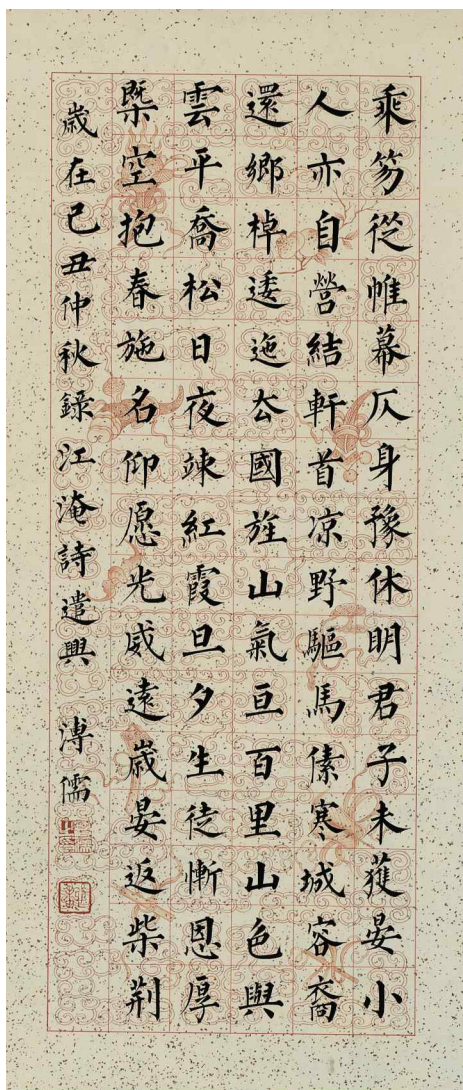 乘笏從帷幕仄身豫休明君子未獲晏小
人亦自營結軒首凉野驅馬傃寒城容裔
還鄉棹逶迤去國旌山氣亘百里山色與
雲平喬松日夜竦紅霞旦夕生徒慚恩厚
槩空抱春施名仰愿光威遠歲晏返柴荆
歲在己丑仲秋錄江淹詩遣興 溥儒